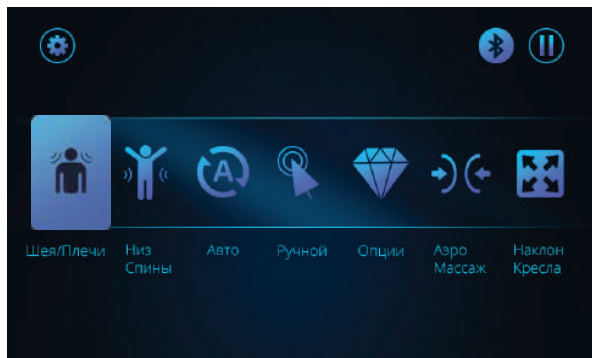 Шея/Плечи
Низ
Спины
Авто
Ручной
Опции
Аэро
Массаж
Наклон
Кресла